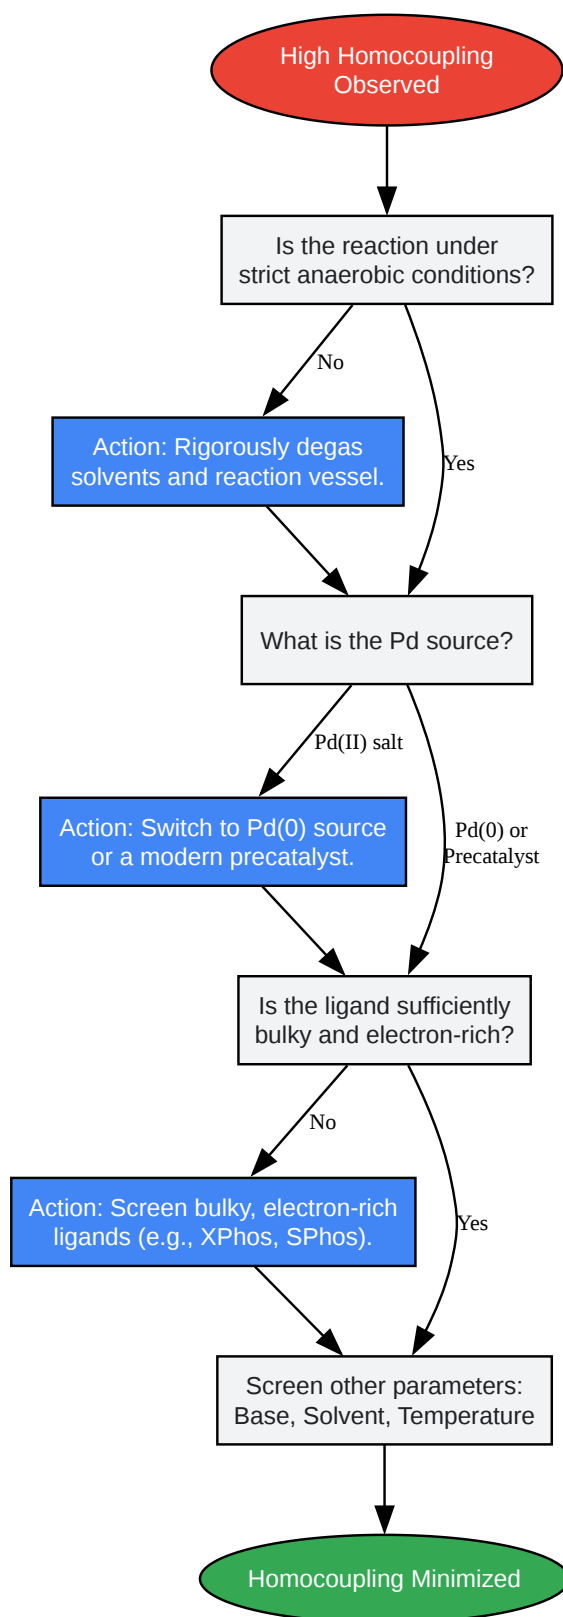 High Homocoupling
Observed
Is the reaction under
strict anaerobic conditions?
No
Action: Rigorously degas
solvents and reaction vessel.
Yes
What is the Pd source?
Pd(II) salt
Action: Switch to Pd(0) source
or a modern precatalyst.
Pd(0) or
Precatalyst
Is the ligand sufficiently
bulky and electron-rich?
No
Action: Screen bulky, electron-rich
ligands (e.g., XPhos, SPhos).
Yes
Screen other parameters:
Base, Solvent, Temperature
Homocoupling Minimized